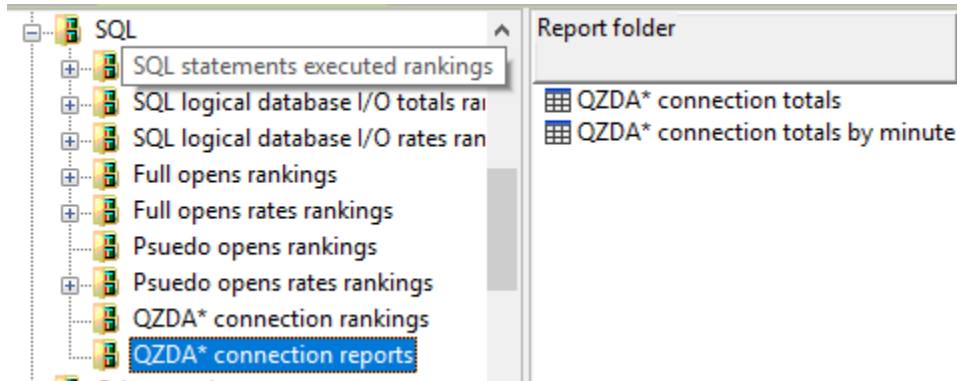 SQL
SQL statements executed rankings
SQL logical database I/O totals rai
SQL logical database I/O rates ran
Full opens rankings
Full opens rates rankings
Psuedo opens rankings
Psuedo opens rates rankings
QZDA* connection rankings
QZDA* connection reports
Report folder
QZDA* connection totals
QZDA* connection totals by minute